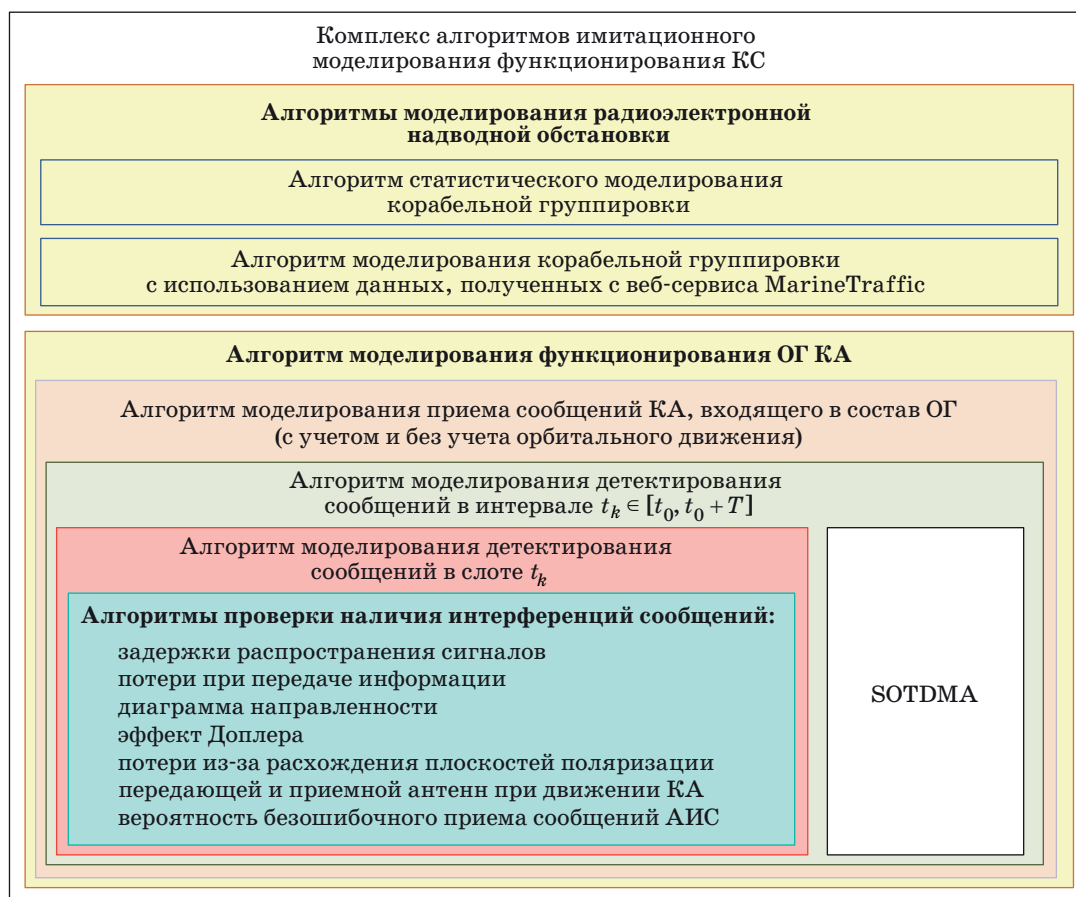 Комплекс алгоритмов имитационного
моделирования функционирования КС
Алгоритмы моделирования радиоэлектронной
надводной обстановки
Алгоритм статистического моделирования
корабельной группировки
Алгоритм моделирования корабельной группировки
с использованием данных, полученных с веб-сервиса MarineTraffic
Алгоритм моделирования функционирования ОГ КА
Алгоритм моделирования приема сообщений КА, входящего в состав ОГ
(с учетом и без учета орбитального движения)
Алгоритм моделирования детектирования
сообщений в интервале t_k ∈ [t_0, t_0 + T]
Алгоритм моделирования детектирования
сообщений в слоте t_k
Алгоритмы проверки наличия интерференций сообщений:
задержки распространения сигналов
потери при передаче информации
диаграмма направленности
эффект Доплера
потери из-за расхождения плоскостей поляризации
передающей и приемной антенн при движении КА
вероятность безошибочного приема сообщений АИС
SOTDMA